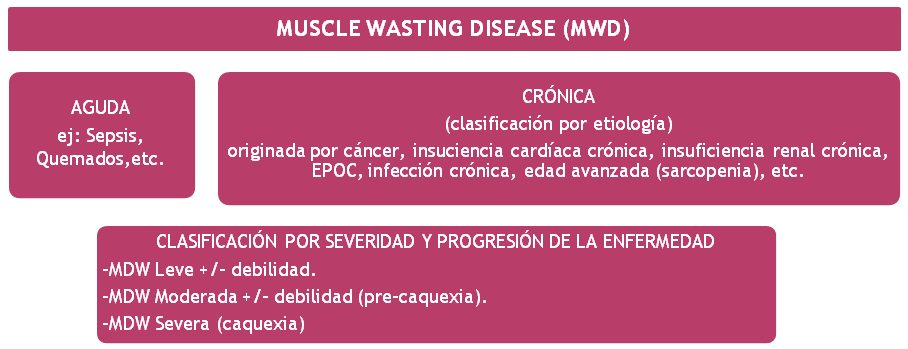 MUSCLE WASTING DISEASE (MWD)
AGUDA
ej: Sepsis,
Quemados,etc.
CRÓNICA
(clasificación por etiología)
originada por cáncer, insuciencia cardíaca crónica, insuficiencia renal crónica,
EPOC, infección crónica, edad avanzada (sarcopenia), etc.
CLASIFICACIÓN POR SEVERIDAD Y PROGRESIÓN DE LA ENFERMEDAD
-MDW Leve +/- debilidad.
-MDW Moderada +/- debilidad (pre-caquexia).
-MDW Severa (caquexia)